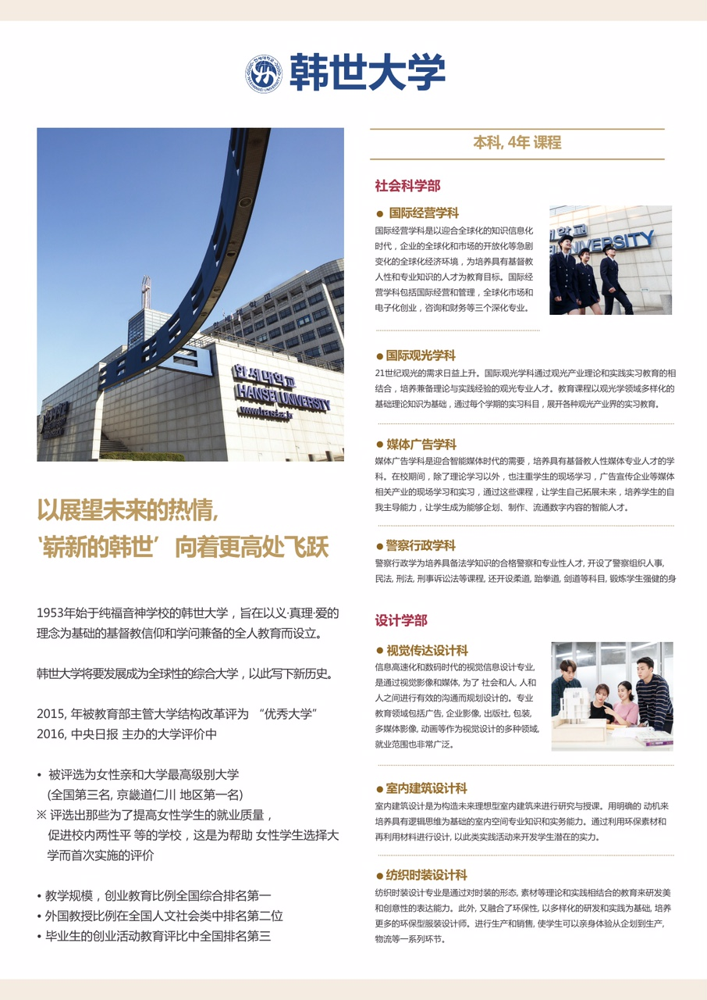 韩世大学
한세대학교
HANSEI UNIVERSITY
한세대학교
HANSEI UNIVERSITY
以展望未来的热情,
‘崭新的韩世’ 向着更高处飞跃
1953年始于纯福音神学校的韩世大学，旨在以义·真理·爱的
理念为基础的基督教信仰和学问兼备的全人教育而设立。
韩世大学将要发展成为全球性的综合大学，以此写下新历史。
2015, 年被教育部主管大学结构改革评为 “优秀大学”
2016, 中央日报 主办的大学评价中
• 被评选为女性亲和大学最高级别大学
(全国第三名, 京畿道仁川 地区第一名)
※ 评选出那些为了提高女性学生的就业质量，
促进校内两性平 等的学校，这是为帮助 女性学生选择大
学而首次实施的评价
• 教学规模，创业教育比例全国综合排名第一
• 外国教授比例在全国人文社会类中排名第二位
• 毕业生的创业活动教育评比中全国排名第三
本科, 4年 课程
社会科学部
● 国际经营学科
国际经营学科是以迎合全球化的知识信息化
时代，企业的全球化和市场的开放化等急剧
变化的全球化经济环境，为培养具有基督教
人性和专业知识的人才为教育目标。国际经
营学科包括国际经营和管理，全球化市场和
电子化创业，咨询和财务等三个深化专业。
UNIVERSITY
● 国际观光学科
21世纪观光的需求日益上升。国际观光学科通过观光产业理论和实践实习教育的相
结合，培养兼备理论与实践经验的观光专业人才。教育课程以观光学领域多样化的
基础理论知识为基础，通过每个学期的实习科目，展开各种观光产业界的实习教育。
● 媒体广告学科
媒体广告学科是迎合智能媒体时代的需要，培养具有基督教人性媒体专业人才的学
科。在校期间，除了理论学习以外，也注重学生的现场学习，广告宣传企业等媒体
相关产业的现场学习和实习，通过这些课程，让学生自己拓展未来，培养学生的自
我主导能力，让学生成为能够企划、制作、流通数字内容的智能人才。
● 警察行政学科
警察行政学为培养具备法学知识的合格警察和专业性人才, 开设了警察组织人事,
民法, 刑法, 刑事诉讼法等课程, 还开设柔道, 跆拳道, 剑道等科目, 锻炼学生强健的身
设计学部
● 视觉传达设计科
信息高速化和数码时代的视觉信息设计专业,
是通过视觉影像和媒体, 为了 社会和人, 人和
人之间进行有效的沟通而规划设计的。专业
教育领域包括广告, 企业影像, 出版社, 包装,
多媒体影像, 动画等作为视觉设计的多种领域,
就业范围也非常广泛。
● 室内建筑设计科
室内建筑设计是为构造未来理想型室内建筑来进行研究与授课。用明确的 动机来
培养具有逻辑思维为基础的室内空间专业知识和实务能力。通过利用环保素材和
再利用材料进行设计, 以此类实践活动来开发学生潜在的实力。
● 纺织时装设计科
纺织时装设计专业是通过对时装的形态, 素材等理论和实践相结合的教育来研发美
和创意性的表达能力。此外, 又融合了环保性, 以多样化的研发和实践为基础, 培养
更多的环保型服装设计师。进行生产和销售, 使学生可以亲身体验从企划到生产,
物流等一系列环节。